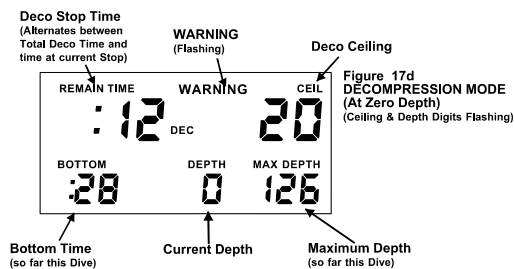 Deco Stop Time
(Alternates between
Total Deco Time and
time at current Stop)
WARNING
(Flashing)
Deco Ceiling
Figure 17d
DECOMPRESSION MODE
(At Zero Depth)
(Ceiling & Depth Digits Flashing)
REMAIN TIME
WARNING
CEIL
:12 DEC
20
BOTTOM
DEPTH
MAX DEPTH
:28
0
126
Bottom Time
(so far this Dive)
Current Depth
Maximum Depth
(so far this Dive)